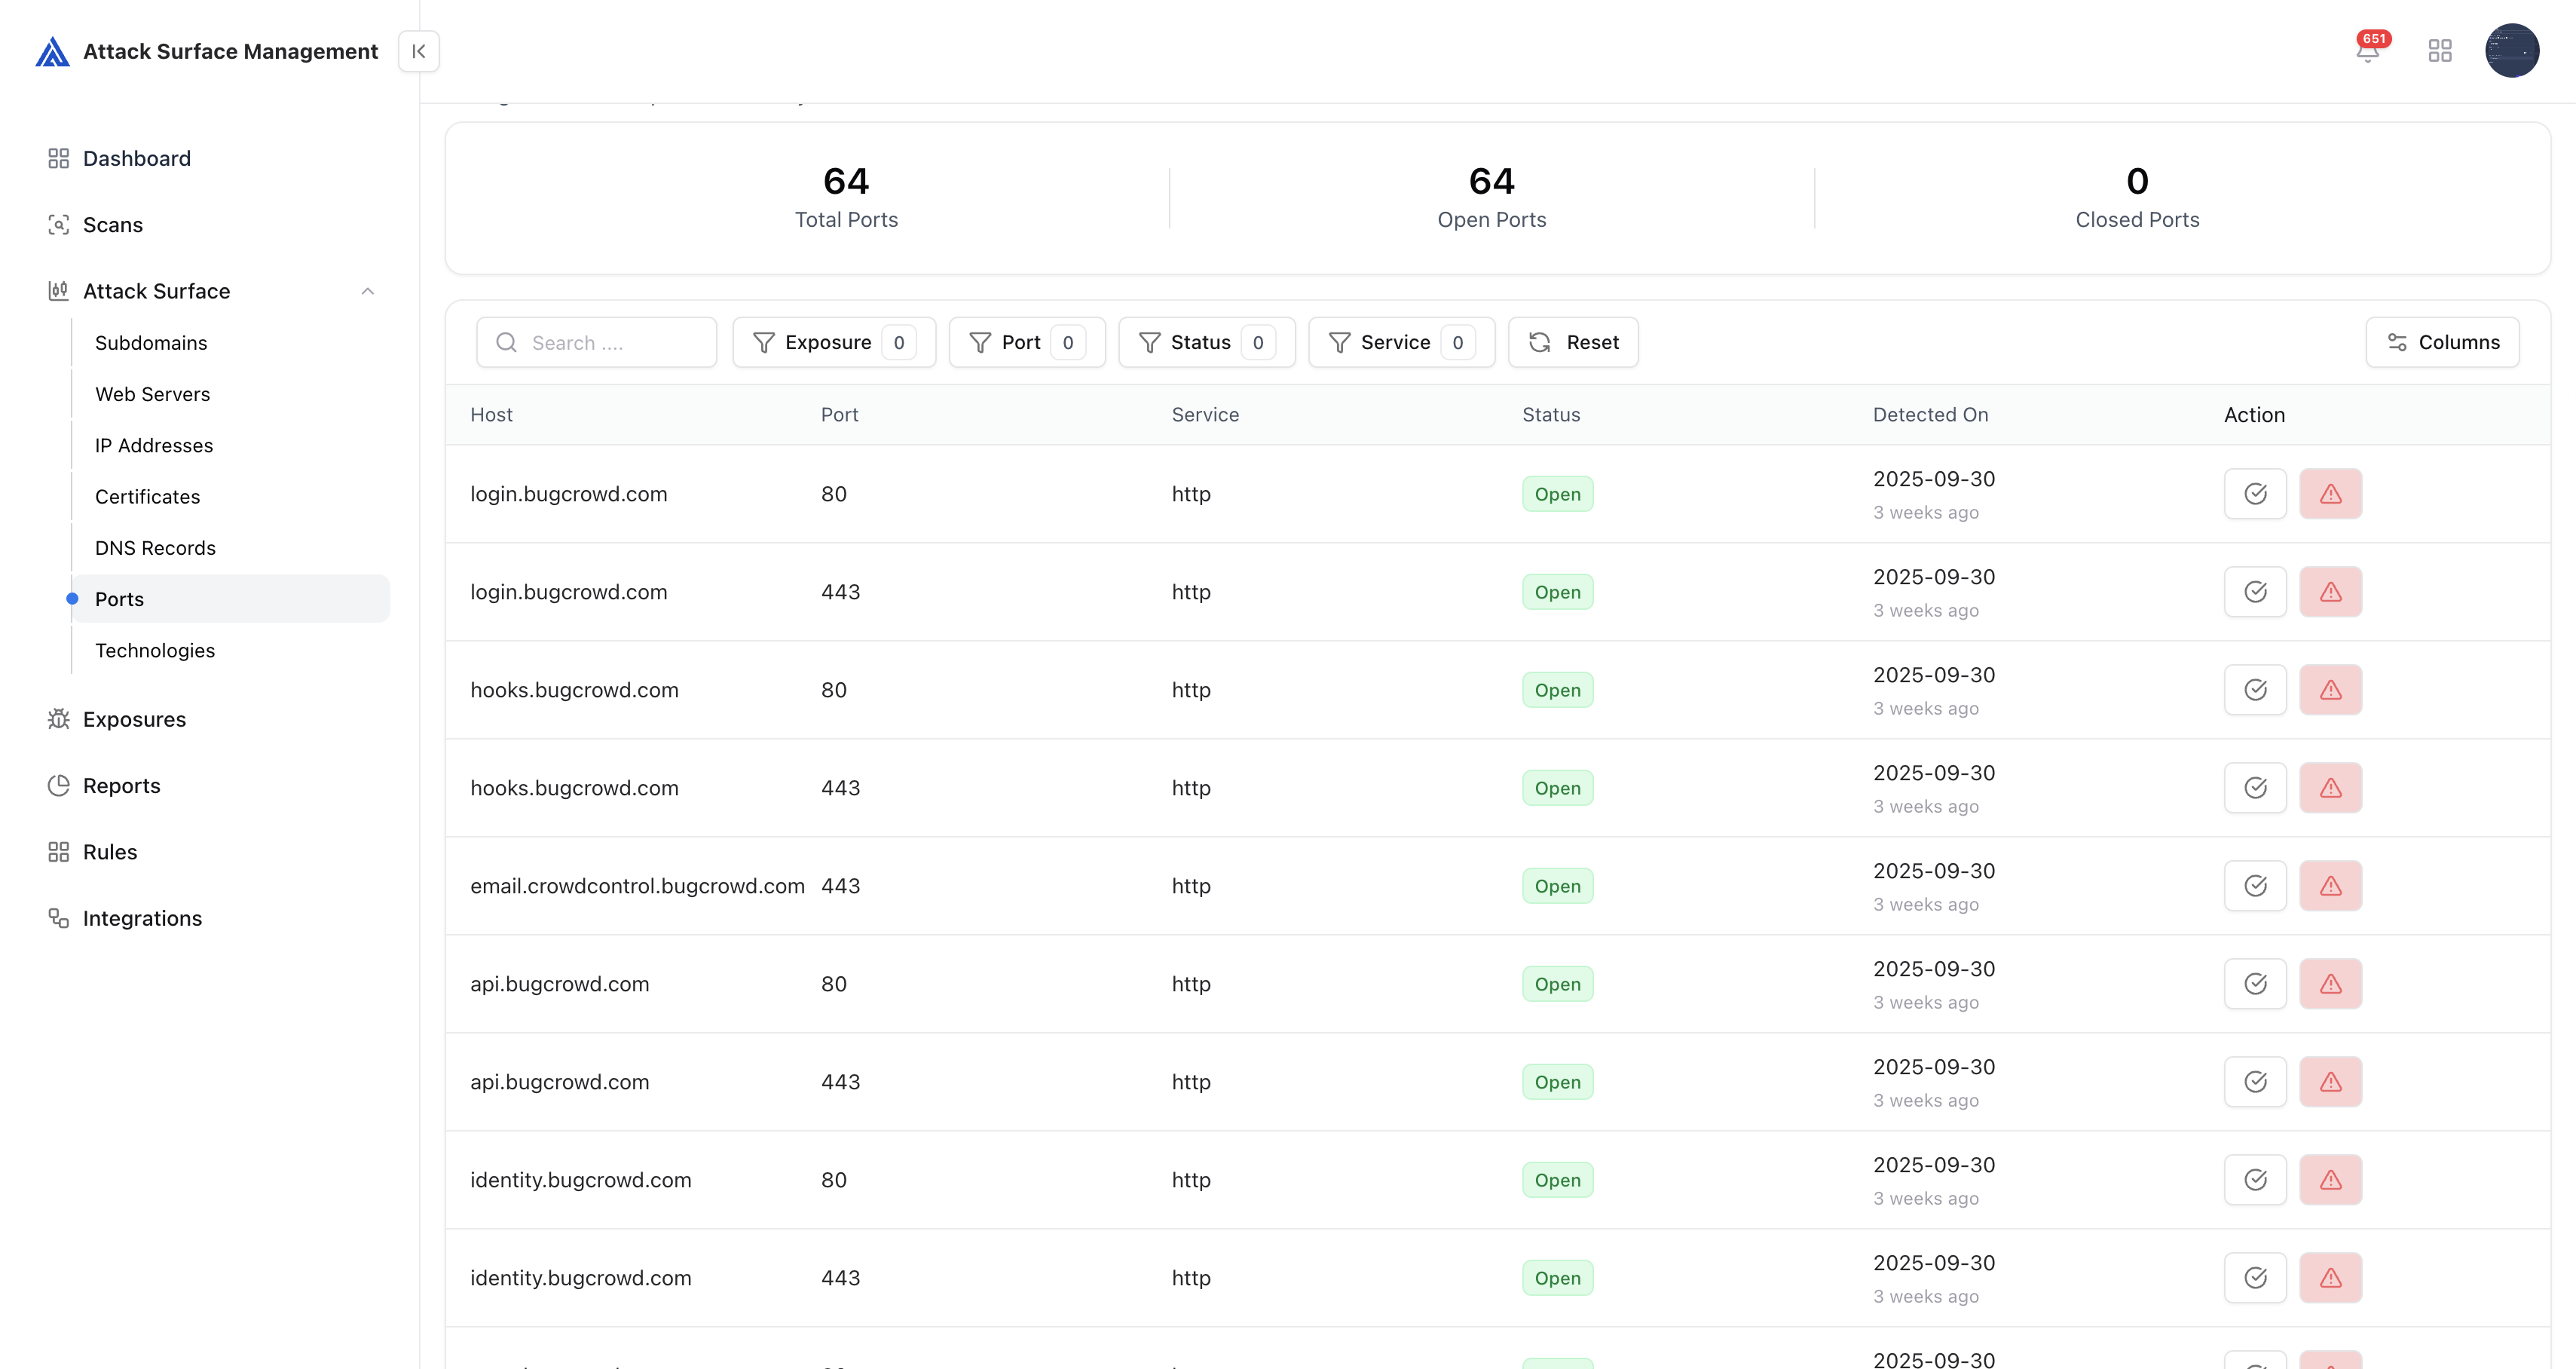 Attack Surface Management
651
Dashboard
Scans
Attack Surface
Subdomains
Web Servers
IP Addresses
Certificates
DNS Records
Ports
Technologies
Exposures
Reports
Rules
Integrations
64
Total Ports
64
Open Ports
0
Closed Ports
Search ....
Exposure 0
Port 0
Status 0
Service 0
Reset
Columns
Host Port Service Status Detected On Action
login.bugcrowd.com 80 http Open 2025-09-30
3 weeks ago
login.bugcrowd.com 443 http Open 2025-09-30
3 weeks ago
hooks.bugcrowd.com 80 http Open 2025-09-30
3 weeks ago
hooks.bugcrowd.com 443 http Open 2025-09-30
3 weeks ago
email.crowdcontrol.bugcrowd.com 443 http Open 2025-09-30
3 weeks ago
api.bugcrowd.com 80 http Open 2025-09-30
3 weeks ago
api.bugcrowd.com 443 http Open 2025-09-30
3 weeks ago
identity.bugcrowd.com 80 http Open 2025-09-30
3 weeks ago
identity.bugcrowd.com 443 http Open 2025-09-30
3 weeks ago
2025-09-30